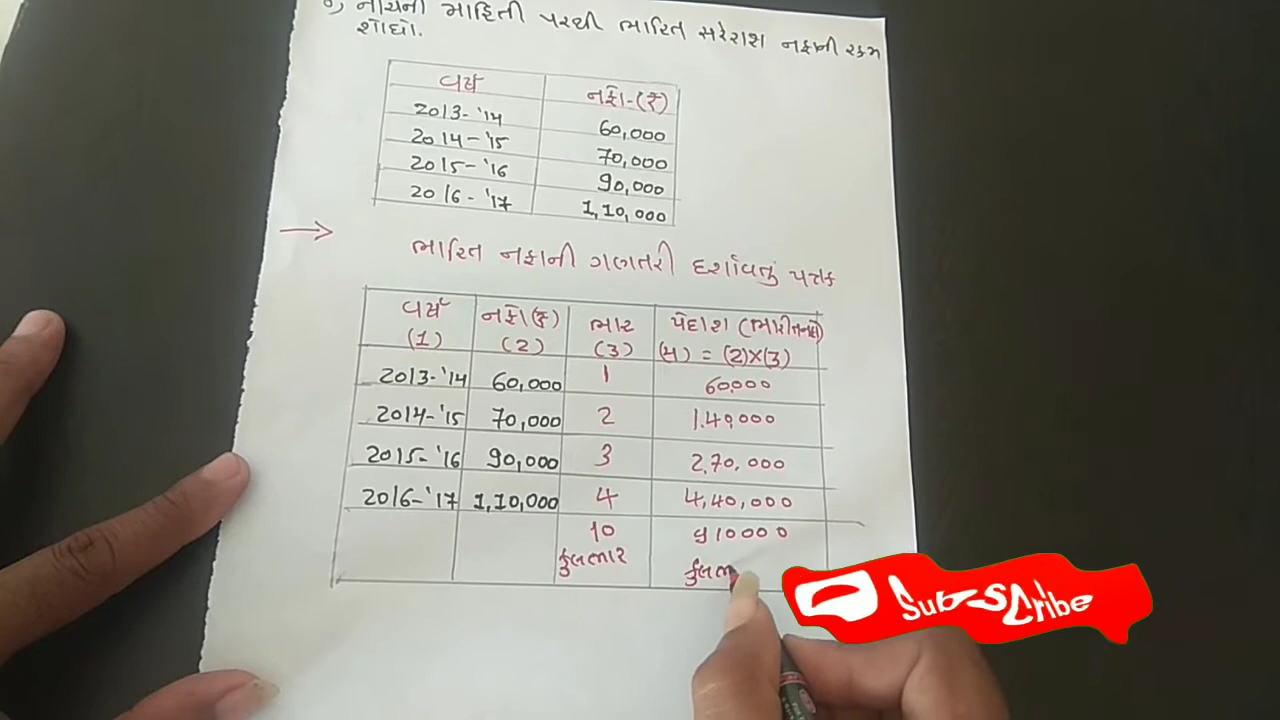 નીચેની માહિતી પરથી ભારિત સરેરાશ નફાની રકમ
શોધો.
વર્ષ નફો-(₹)
2013-'14 60,000
2014-'15 70,000
2015-'16 90,000
2016-'17 1,10,000
ભારિત નફાની ગણતરી દર્શાવતું પત્રક
વર્ષ નફો(₹) ભાર પેદાશ (ભારીતનફો)
(1) (2) (3) (4) = (2)X(3)
2013-'14 60,000 1 60,000
2014-'15 70,000 2 1,40,000
2015-'16 90,000 3 2,70,000
2016-'17 1,10,000 4 4,40,000
10 910000
કુલભાર કુલ ભા
Subscribe